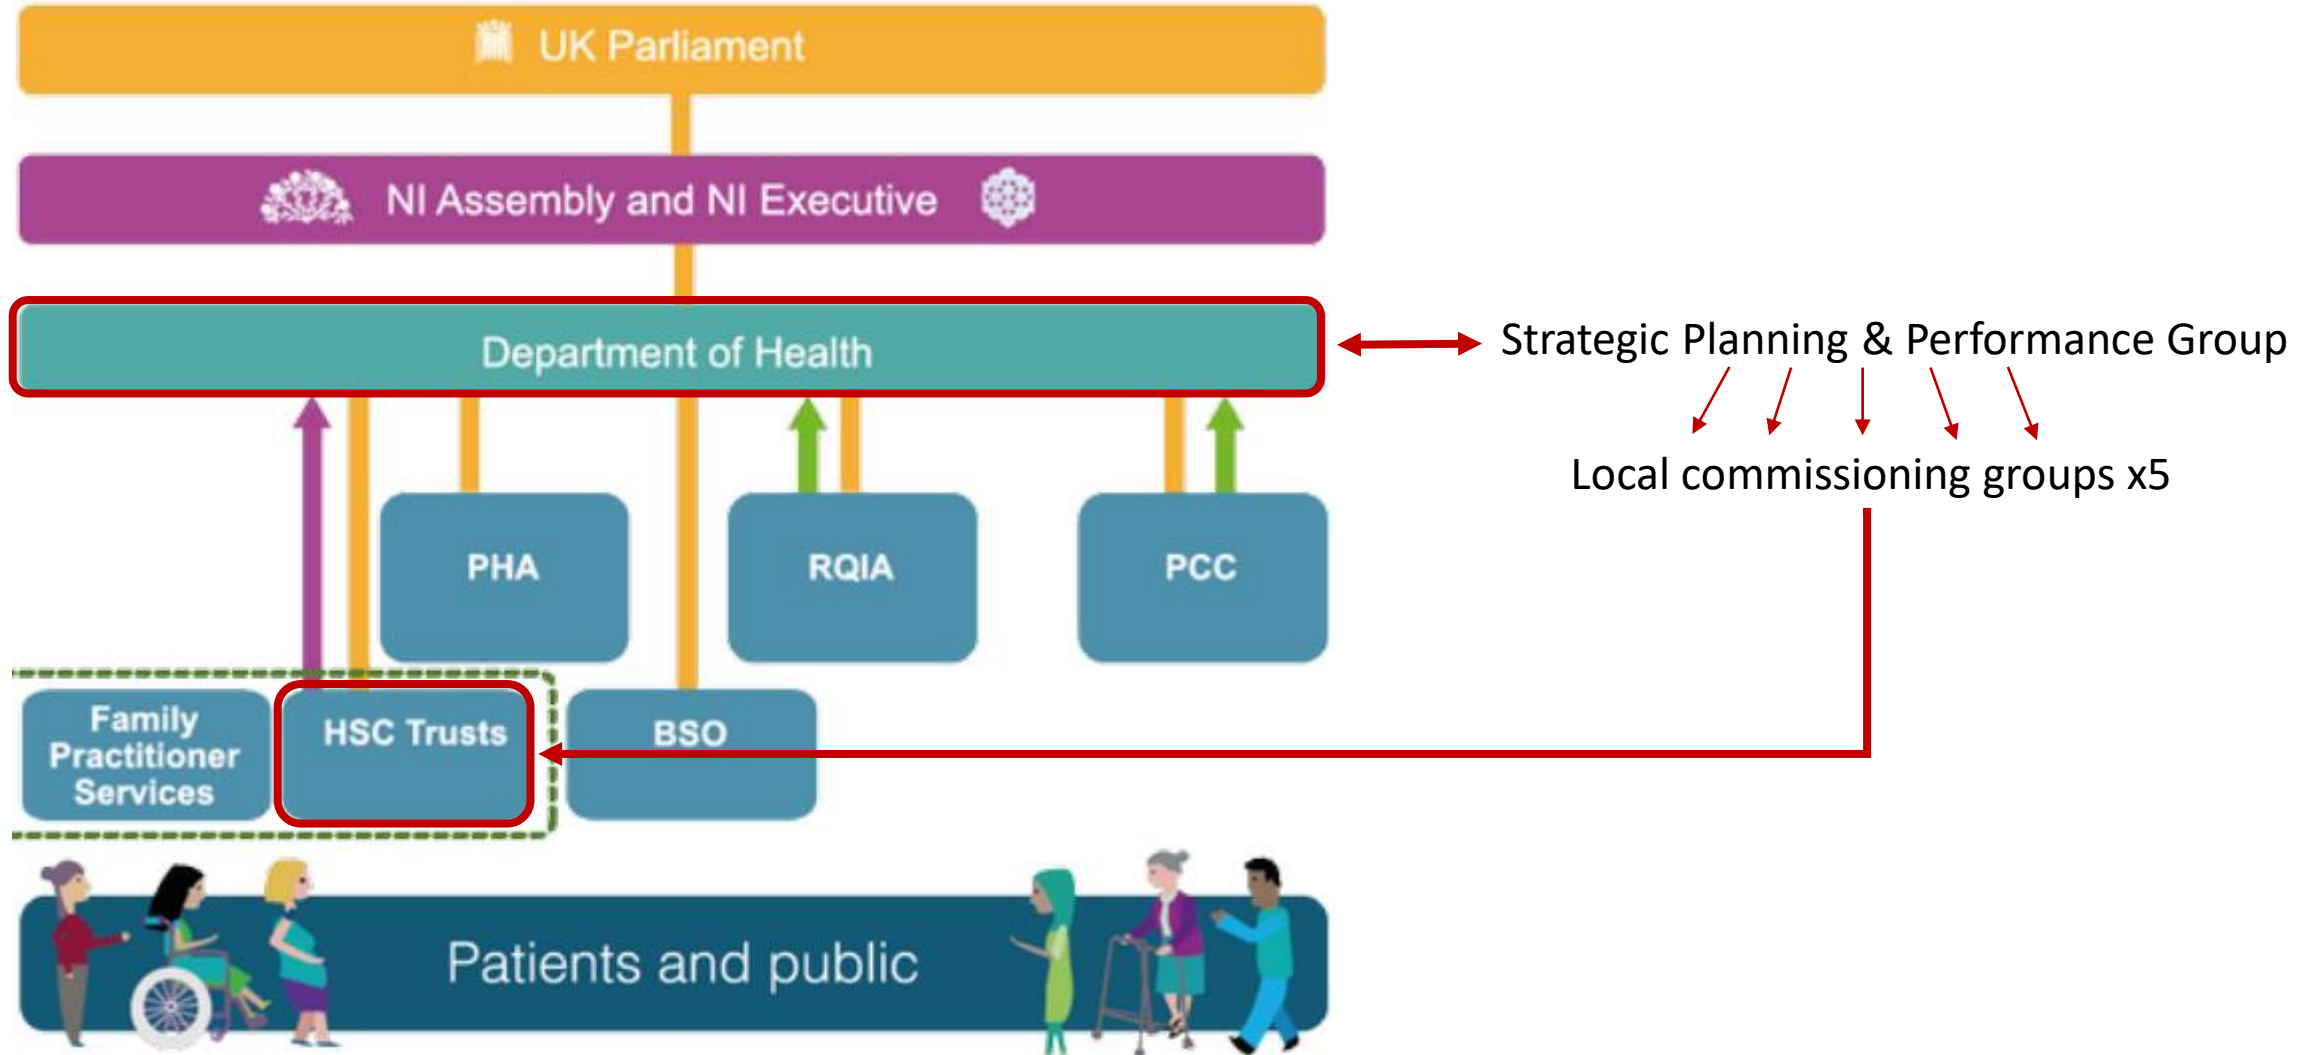 UK Parliament
NI Assembly and NI Executive
Department of Health
Strategic Planning & Performance Group
Local commissioning groups x5
PHA
RQIA
PCC
Family
Practitioner
Services
HSC Trusts
BSO
Patients and public